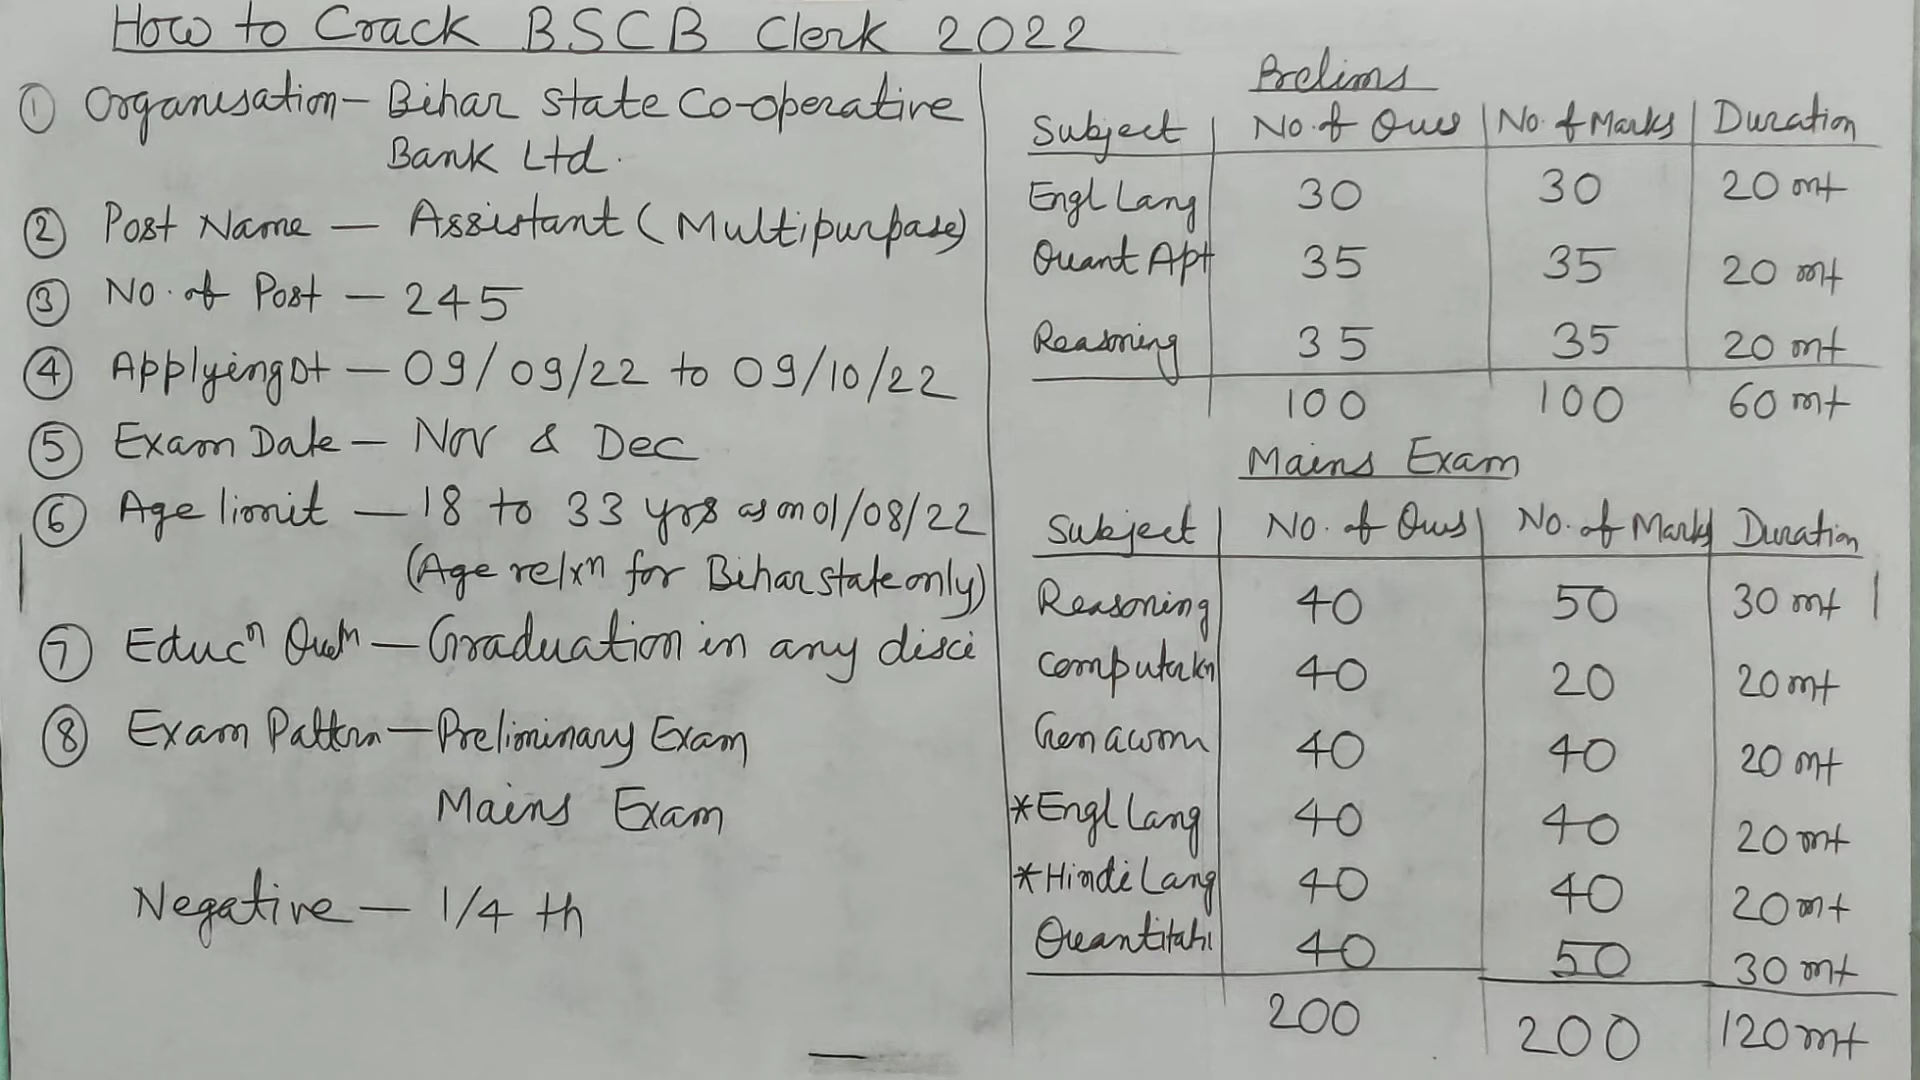 How to Crack BSCB Clerk 2022
① Organisation - Bihar State Co-operative
Bank Ltd.
② Post Name - Assistant (Multipurpase)
③ No. of Post - 245
④ Applying Dt - 09/09/22 to 09/10/22
⑤ Exam Date - Nov & Dec
⑥ Age limit - 18 to 33 yrs as on 01/08/22
(Age relxn for Bihar state only)
⑦ Educn - Graduation in any disci
⑧ Exam Pattern - Preliminary Exam
Mains Exam
Negative - 1/4 th
Prelims
Subject No. of Ques No. of Marks Duration
Engl Lang 30 30 20 mt
Quant Apt 35 35 20 mt
Reasoning 35 35 20 mt
100 100 60 mt
Mains Exam
Subject No. of Ques No. of Marks Duration
Reasoning 40 50 30 mt
Computer kn 40 20 20 mt
Gen awrn 40 40 20 mt
*Engl Lang 40 40 20 mt
*Hindi Lang 40 40 20 mt
Quantitati 40 50 30 mt
200 200 120 mt